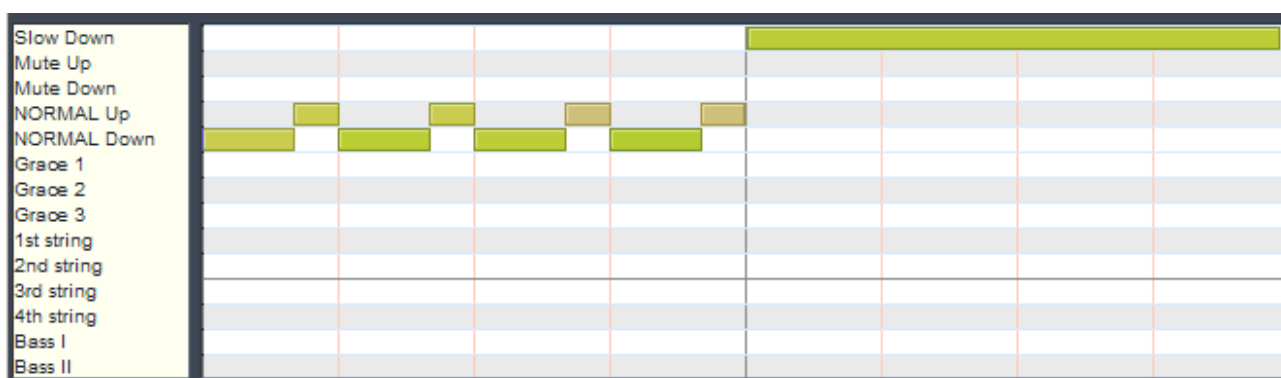 Slow Down
Mute Up
Mute Down
NORMAL Up
NORMAL Down
Grace 1
Grace 2
Grace 3
1st string
2nd string
3rd string
4th string
Bass I
Bass II